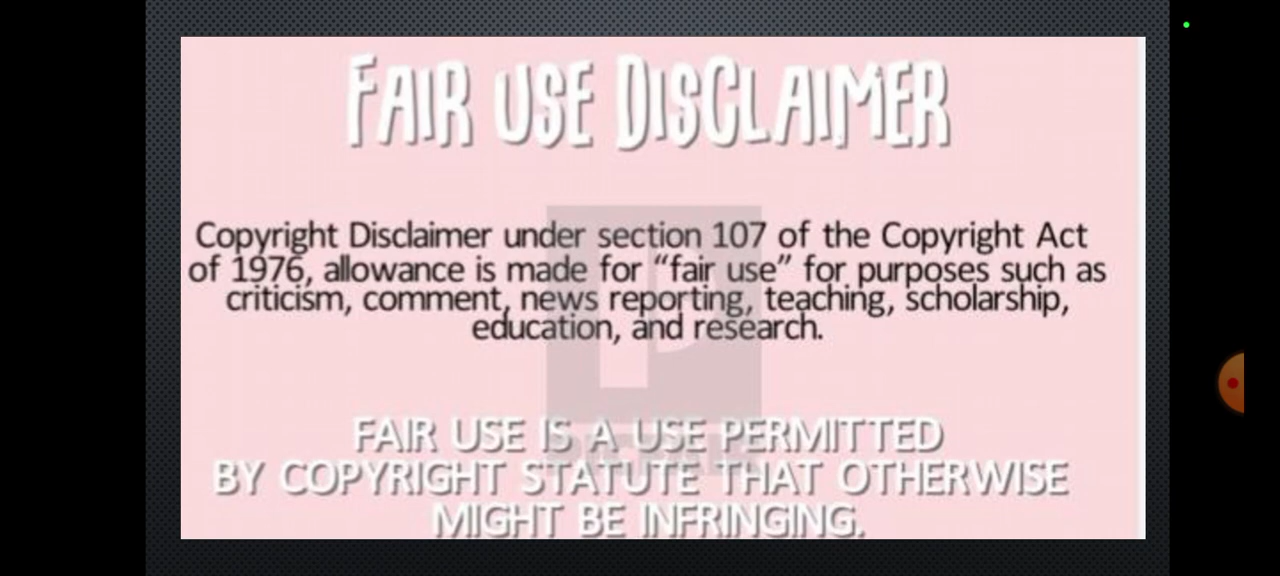 FAIR USE DISCLAIMER
Copyright Disclaimer under section 107 of the Copyright Act
of 1976, allowance is made for “fair use” for purposes such as
criticism, comment, news reporting, teaching, scholarship,
education, and research.
FAIR USE IS A USE PERMITTED
BY COPYRIGHT STATUTE THAT OTHERWISE
MIGHT BE INFRINGING.